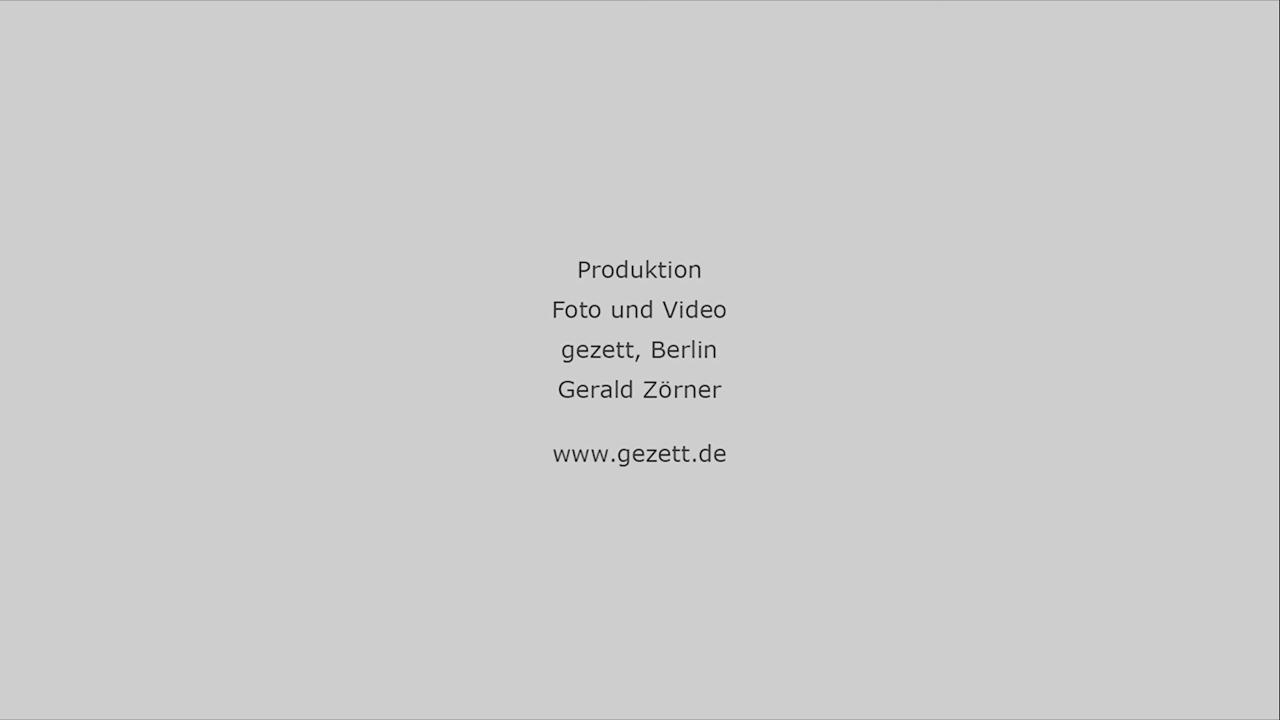 Produktion
Foto und Video
gezett, Berlin
Gerald Zörner
www.gezett.de